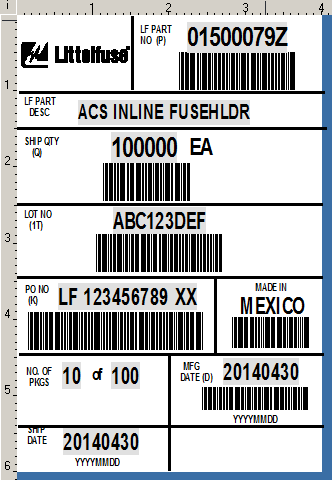 Littelfuse®
LF PART
NO (P)
01500079Z
LF PART
DESC
ACS INLINE FUSEHLDR
SHIP QTY
(Q)
100000 EA
LOT NO
(1T)
ABC123DEF
PO NO
(K)
LF 123456789 XX
MADE IN
MEXICO
NO. OF
PKGS
10 of 100
MFG
DATE (D)
20140430
YYYYMMDD
SHIP
DATE
20140430
YYYYMMDD
i
1 2 3 4
1
2
3
4
5
6